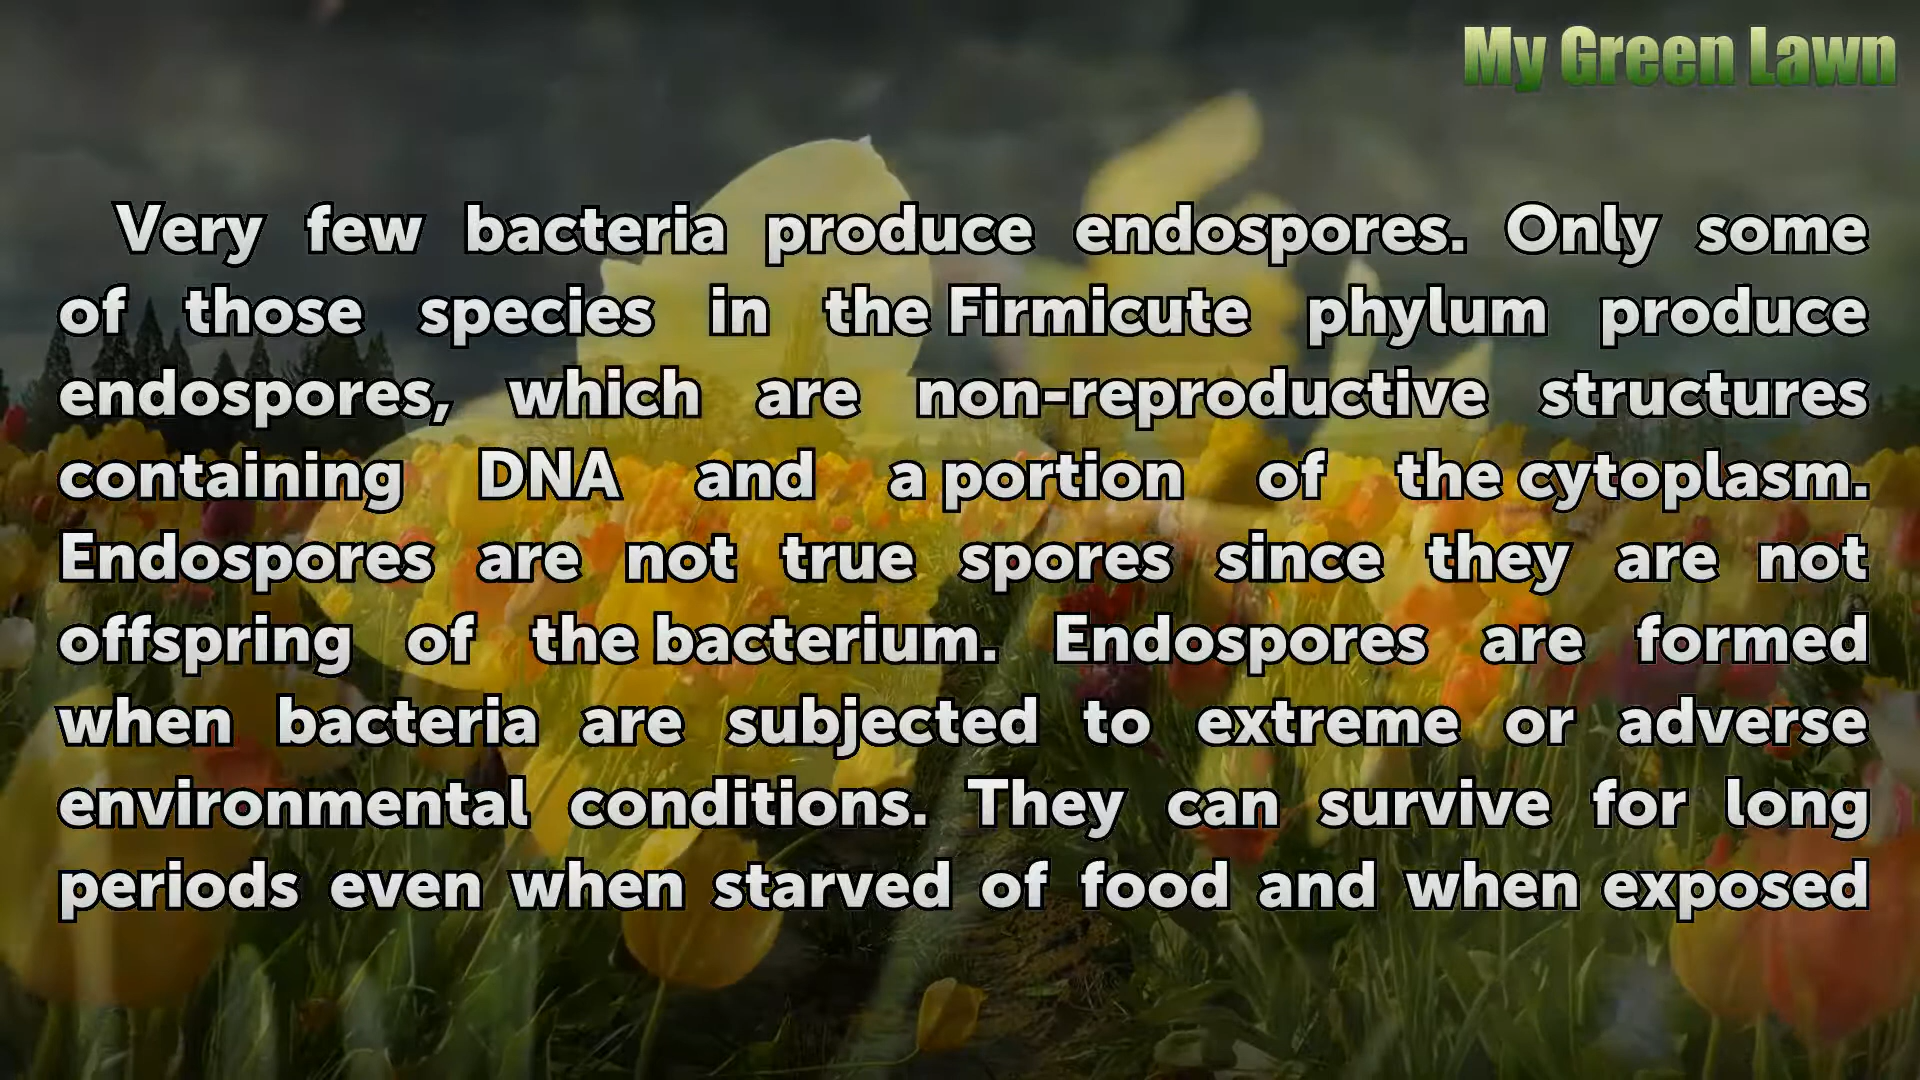 My Green Lawn
Very few bacteria produce endospores. Only some
of those species in the Firmicute phylum produce
endospores, which are non-reproductive structures
containing DNA and a portion of the cytoplasm.
Endospores are not true spores since they are not
offspring of the bacterium. Endospores are formed
when bacteria are subjected to extreme or adverse
environmental conditions. They can survive for long
periods even when starved of food and when exposed